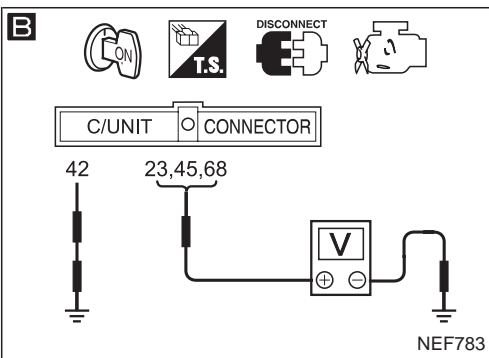 B
ON
T.S.
DISCONNECT
C/UNIT CONNECTOR
42 23,45,68
V
NEF783